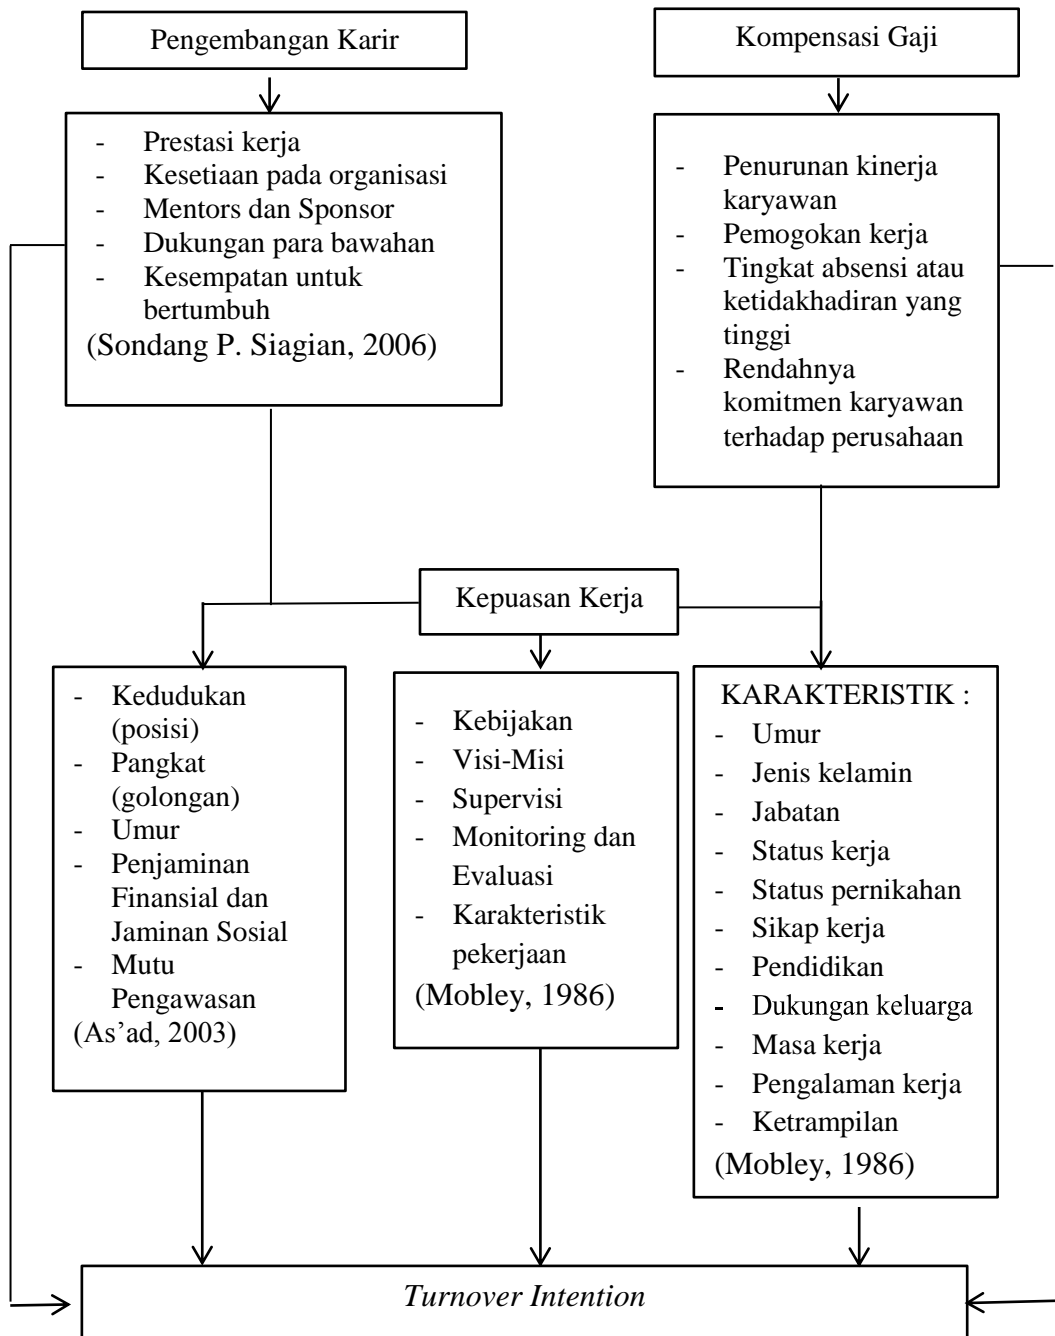 Pengembangan Karir
Kompensasi Gaji
- Prestasi kerja
- Kesetiaan pada organisasi
- Mentors dan Sponsor
- Dukungan para bawahan
- Kesempatan untuk
bertumbuh
(Sondang P. Siagian, 2006)
- Penurunan kinerja
karyawan
- Pemogokan kerja
- Tingkat absensi atau
ketidakhadiran yang
tinggi
- Rendahnya
komitmen karyawan
terhadap perusahaan
Kepuasan Kerja
- Kedudukan
(posisi)
- Pangkat
(golongan)
- Umur
- Penjaminan
Finansial dan
Jaminan Sosial
- Mutu
Pengawasan
(As’ad, 2003)
- Kebijakan
- Visi-Misi
- Supervisi
- Monitoring dan
Evaluasi
- Karakteristik
pekerjaan
(Mobley, 1986)
KARAKTERISTIK :
- Umur
- Jenis kelamin
- Jabatan
- Status kerja
- Status pernikahan
- Sikap kerja
- Pendidikan
- Dukungan keluarga
- Masa kerja
- Pengalaman kerja
- Ketrampilan
(Mobley, 1986)
Turnover Intention